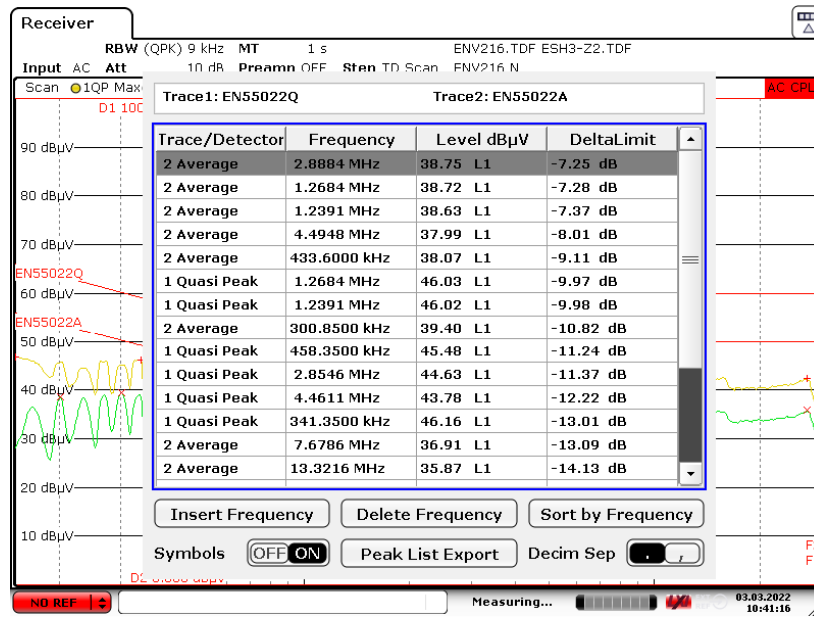 Receiver
RBW (QPK) 9 kHz MT 1 s ENV216.TDF ESH3-Z2.TDF
Input AC Att 10 dB Preamp OFF Step TD Scan ENV216 N
Scan 1QP Max AC CPL
Trace1: EN55022Q Trace2: EN55022A
D1 100
Trace/Detector Frequency Level dBµV DeltaLimit
2 Average 2.8884 MHz 38.75 L1 -7.25 dB
2 Average 1.2684 MHz 38.72 L1 -7.28 dB
2 Average 1.2391 MHz 38.63 L1 -7.37 dB
2 Average 4.4948 MHz 37.99 L1 -8.01 dB
2 Average 433.6000 kHz 38.07 L1 -9.11 dB
1 Quasi Peak 1.2684 MHz 46.03 L1 -9.97 dB
1 Quasi Peak 1.2391 MHz 46.02 L1 -9.98 dB
2 Average 300.8500 kHz 39.40 L1 -10.82 dB
1 Quasi Peak 458.3500 kHz 45.48 L1 -11.24 dB
1 Quasi Peak 2.8546 MHz 44.63 L1 -11.37 dB
1 Quasi Peak 4.4611 MHz 43.78 L1 -12.22 dB
1 Quasi Peak 341.3500 kHz 46.16 L1 -13.01 dB
2 Average 7.6786 MHz 36.91 L1 -13.09 dB
2 Average 13.3216 MHz 35.87 L1 -14.13 dB
90 dBµV
80 dBµV
70 dBµV
EN55022Q
60 dBµV
EN55022A
50 dBµV
40 dBµV
30 dBµV
20 dBµV
10 dBµV
Insert Frequency Delete Frequency Sort by Frequency
Symbols OFF ON Peak List Export Decim Sep . ,
F
F
NO REF Measuring... 03.03.2022
10:41:16